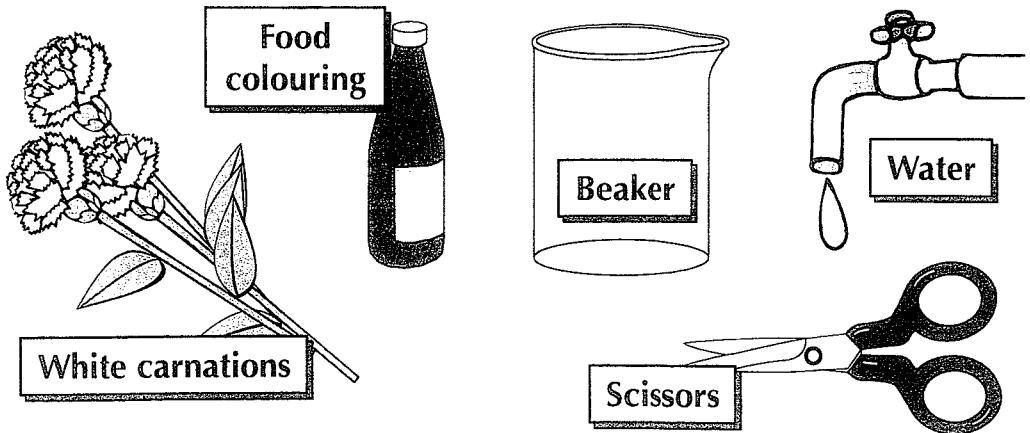 Food
colouring
Beaker
Water
White carnations
Scissors